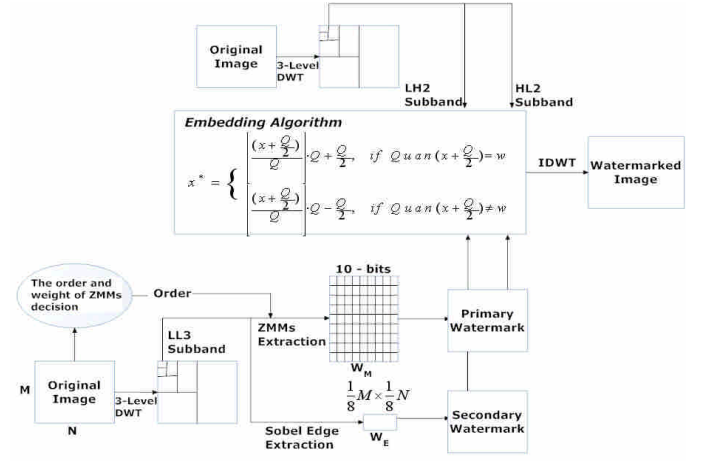 Original
Image
3-Level
DWT
LH2
Subband
HL2
Subband
Embedding Algorithm
x* = {
(x + Q/2) / Q · Q + Q/2, if Quan(x + Q/2) = w
(x + Q/2) / Q · Q − Q/2, if Quan(x + Q/2) ≠ w
IDWT
Watermarked
Image
The order and
weight of ZMMs
decision
Order
10 - bits
ZMMs
Extraction
W_M
Primary
Watermark
LL3
Subband
M
Original
Image
N
3-Level
DWT
1/8 M × 1/8 N
Sobel Edge
Extraction
W_E
Secondary
Watermark